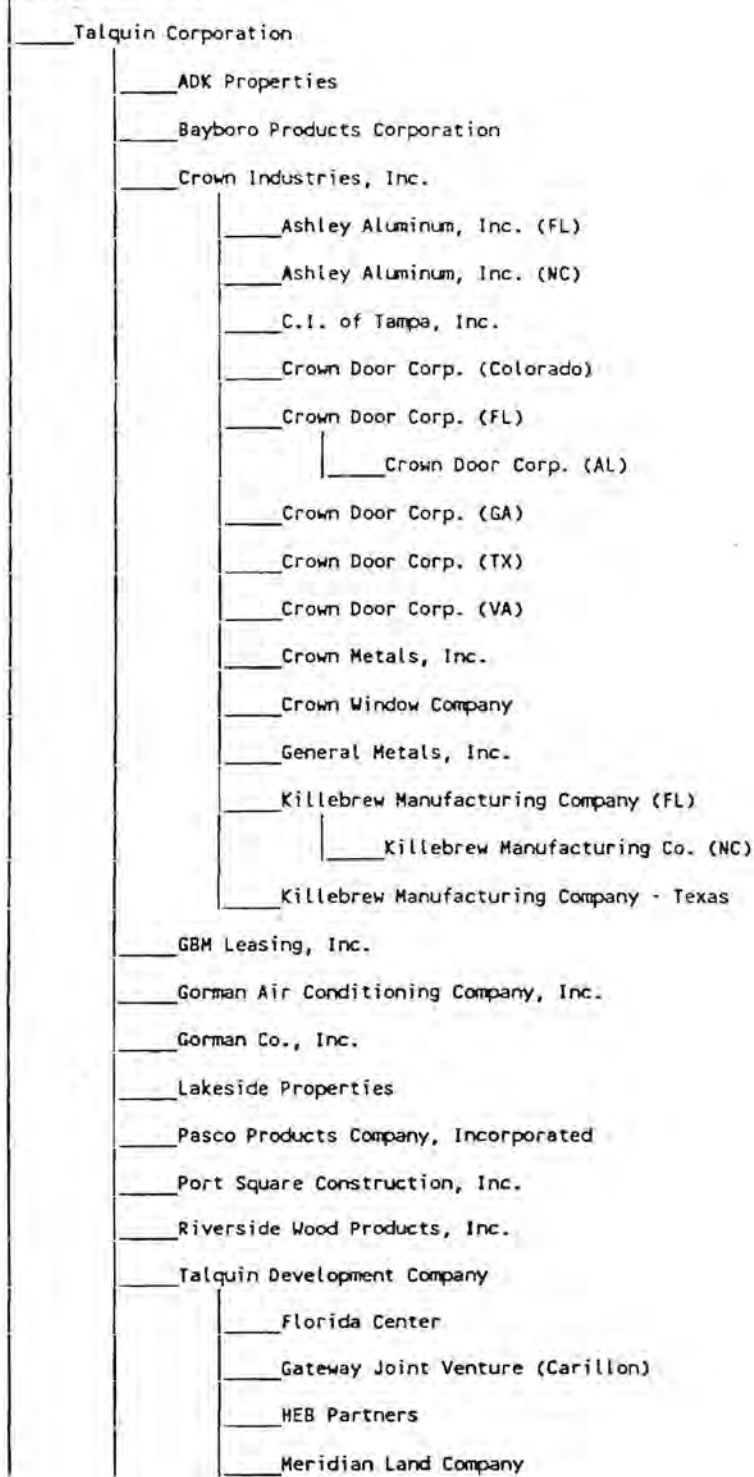 Talquin Corporation
ADK Properties
Bayboro Products Corporation
Crown Industries, Inc.
Ashley Aluminum, Inc. (FL)
Ashley Aluminum, Inc. (NC)
C.I. of Tampa, Inc.
Crown Door Corp. (Colorado)
Crown Door Corp. (FL)
Crown Door Corp. (AL)
Crown Door Corp. (GA)
Crown Door Corp. (TX)
Crown Door Corp. (VA)
Crown Metals, Inc.
Crown Window Company
General Metals, Inc.
Killebrew Manufacturing Company (FL)
Killebrew Manufacturing Co. (NC)
Killebrew Manufacturing Company - Texas
GBM Leasing, Inc.
Gorman Air Conditioning Company, Inc.
Gorman Co., Inc.
Lakeside Properties
Pasco Products Company, Incorporated
Port Square Construction, Inc.
Riverside Wood Products, Inc.
Talquin Development Company
Florida Center
Gateway Joint Venture (Carillon)
HEB Partners
Meridian Land Company